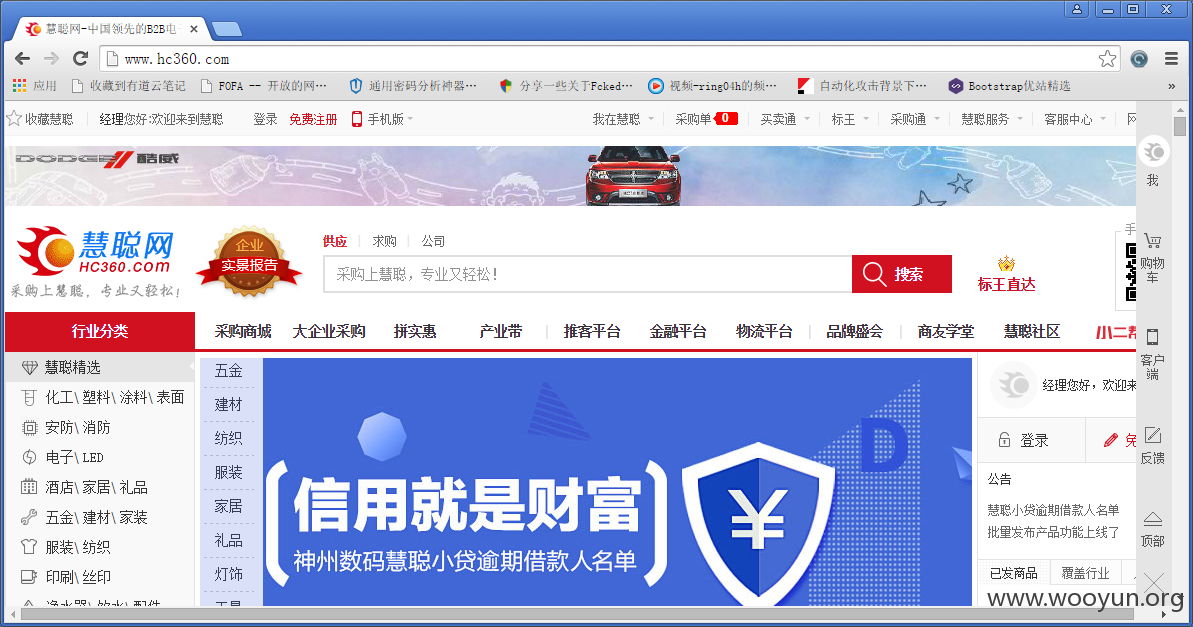 慧聪网-中国领先的B2B电
www.hc360.com
应用 收藏到有道云笔记 FOFA -- 开放的网… 通用密码分析神器… 分享一些关于Fcked… 视频-ring04h的频… 自动化攻击背景下… Bootstrap优站精选 »
收藏慧聪 经理您好:欢迎来到慧聪 登录 免费注册 手机版 我在慧聪 采购单 0 买卖通 标王 采购通 慧聪服务 客服中心
DODGE 酷威
我
慧聪网
HC360.com
采购上慧聪，专业又轻松!
企业
实景报告
供应 求购 公司
采购上慧聪，专业又轻松!
搜索
标王直达
手
购物车
行业分类 采购商城 大企业采购 拼实惠 产业带 推客平台 金融平台 物流平台 品牌盛会 商友学堂 慧聪社区 小二帮
慧聪精选
化工\ 塑料\ 涂料\ 表面
安防\ 消防
电子\ LED
酒店\ 家居\ 礼品
五金\ 建材\ 家装
服装\ 纺织
印刷\ 丝印
净水器\ 饮水\ 配件
五金
建材
纺织
服装
家居
礼品
灯饰
工具
信用就是财富
神州数码慧聪小贷逾期借款人名单
D
¥
经理您好，欢迎来
登录 免
公告
慧聪小贷逾期借款人名单
批量发布产品功能上线了
已发商品 覆盖行业
客户端
反馈
顶部
www.wooyun.org